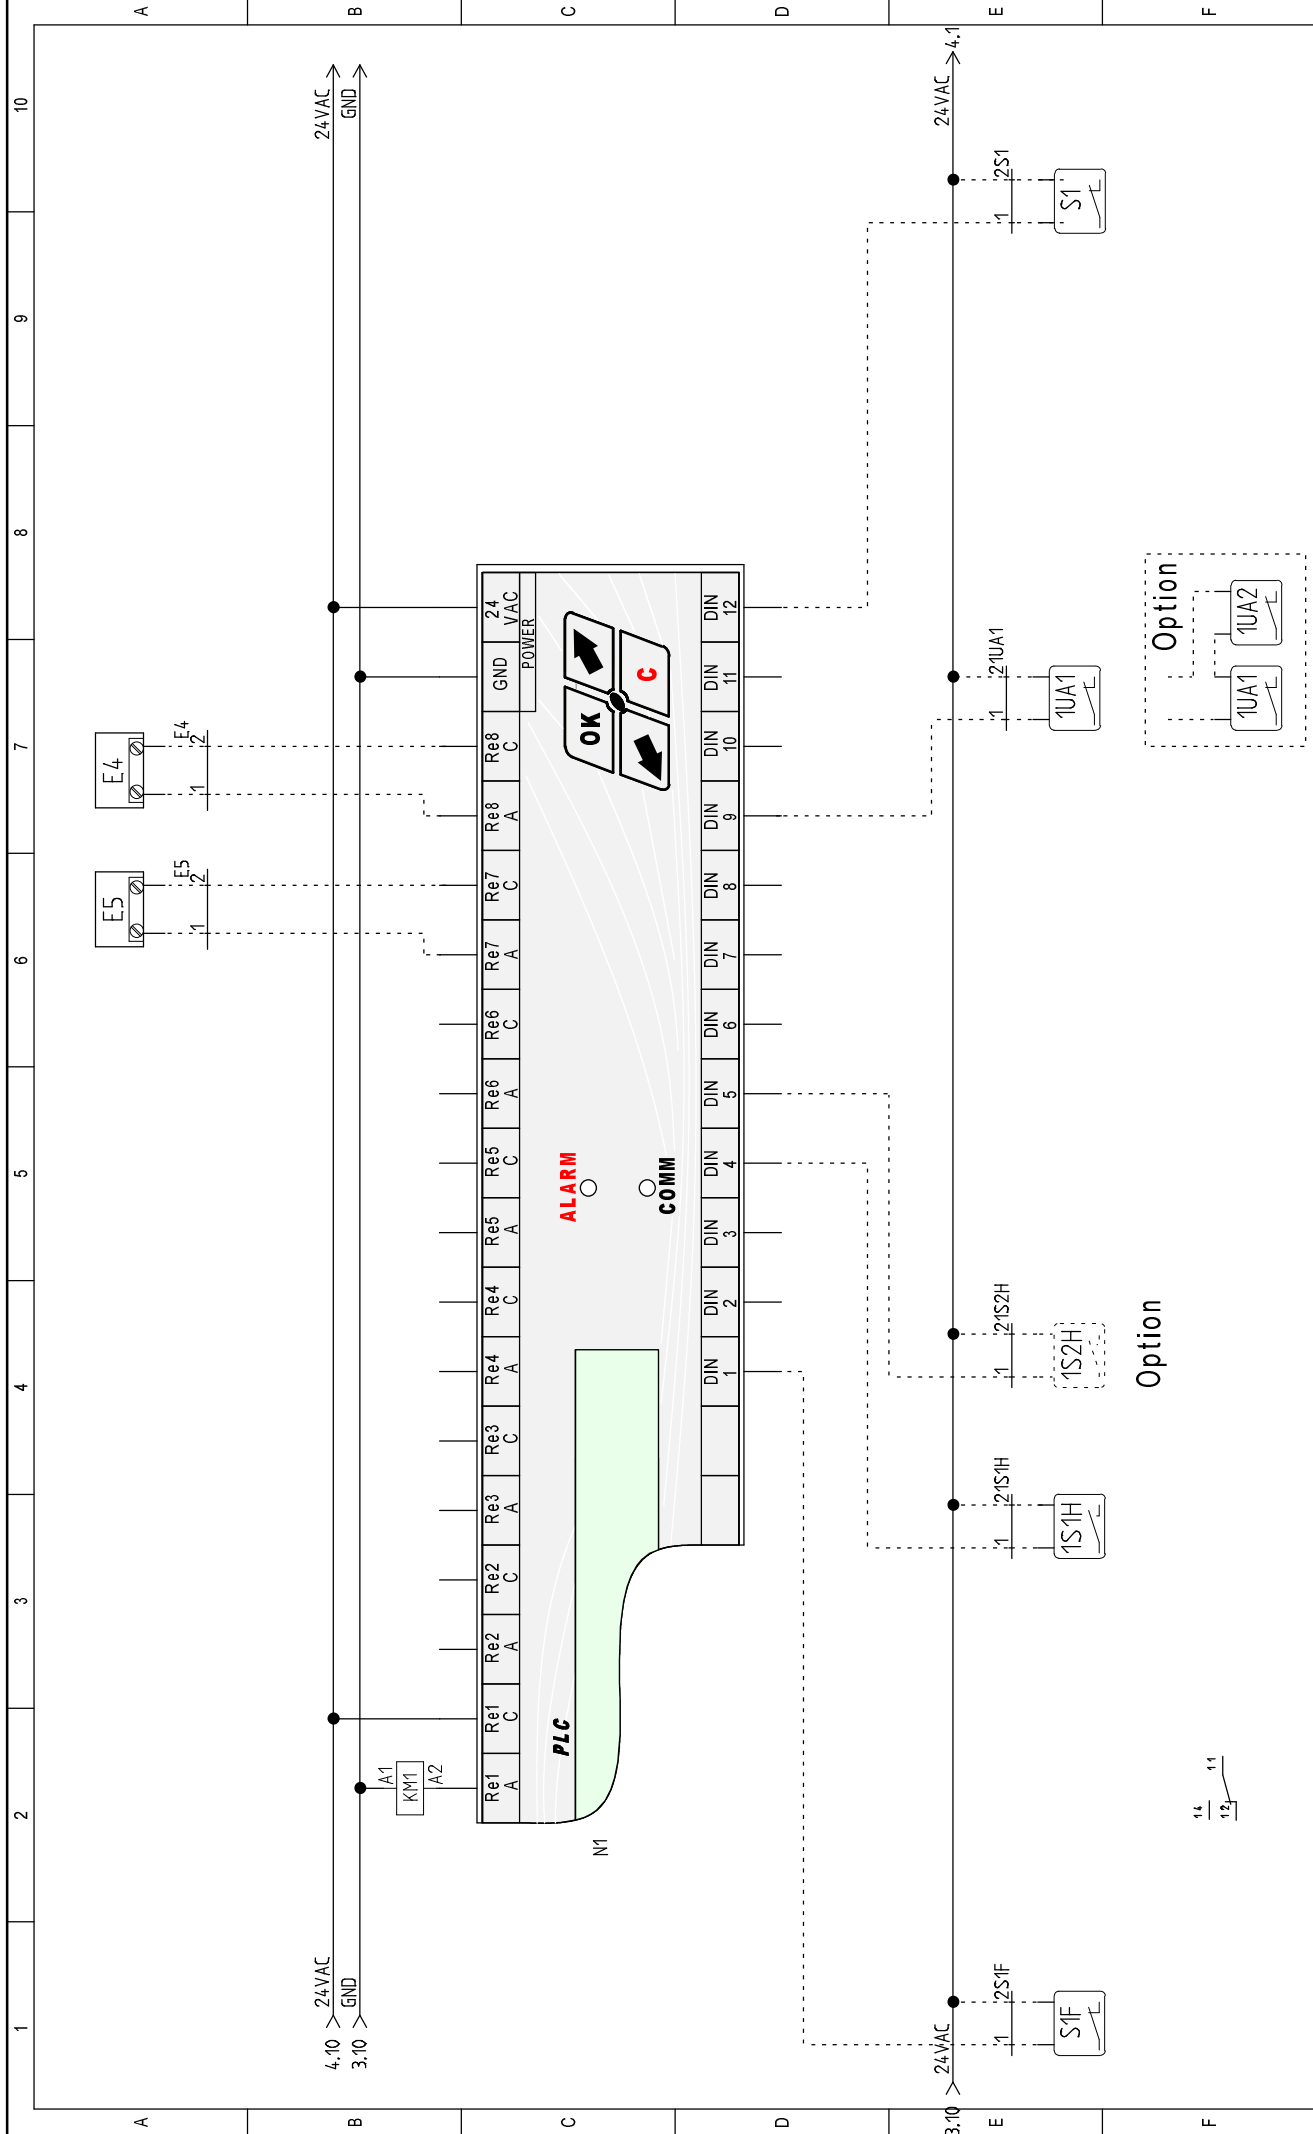 1 2 3 4 5 6 7 8 9 10
A A
E5 E4
E5 E4
1 2 1 2
4.10 24VAC 24VAC
3.10 GND GND
B B
A1
KM1
A2
Re1 A
Re1 C
Re2 A
Re2 C
Re3 A
Re3 C
Re4 A
Re4 C
Re5 A
Re5 C
Re6 A
Re6 C
Re7 A
Re7 C
Re8 A
Re8 C
GND
24 VAC
POWER
C C
PLC
ALARM
OK
N1
C
COMM
DIN 1
DIN 2
DIN 3
DIN 4
DIN 5
DIN 6
DIN 7
DIN 8
DIN 9
DIN 10
DIN 11
DIN 12
D D
3.10 24VAC 24VAC 4.1
E E
1 2S1F
1 21S1H
1 21S2H
1 21UA1
1 2S1
S1F
1S1H
1S2H
1UA1
S1
Option
Option
1UA1 1UA2
14
12 11
F F